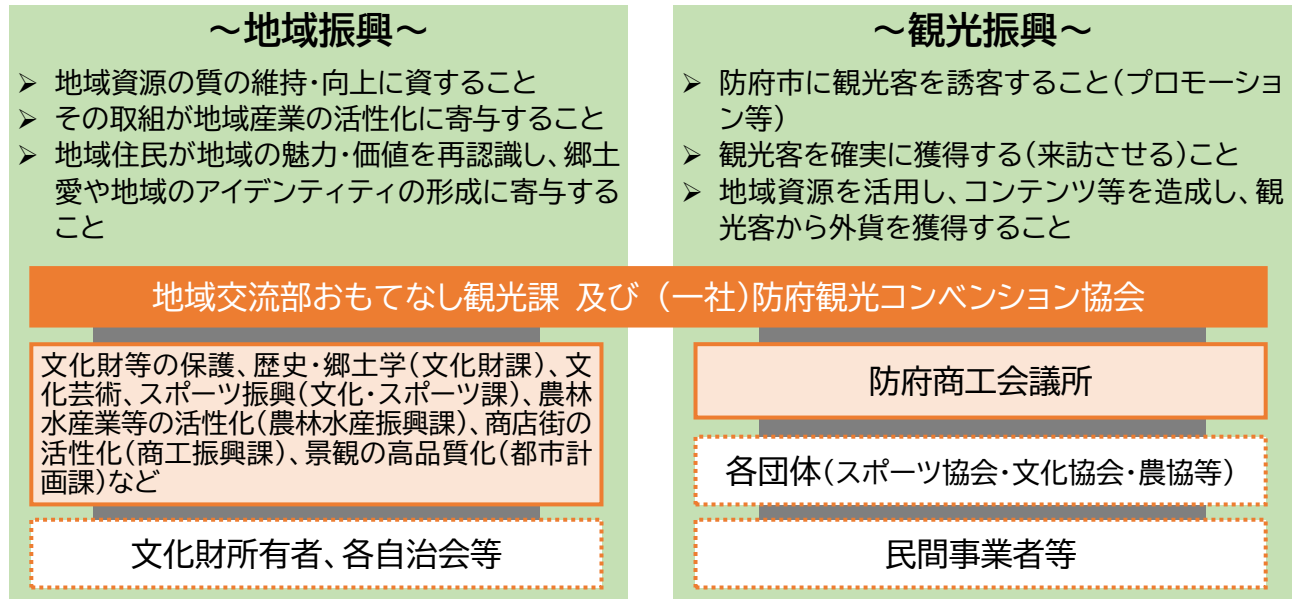 ～地域振興～
➢ 地域資源の質の維持・向上に資すること
➢ その取組が地域産業の活性化に寄与すること
➢ 地域住民が地域の魅力・価値を再認識し、郷土
愛や地域のアイデンティティの形成に寄与する
こと
～観光振興～
➢ 防府市に観光客を誘客すること（プロモーショ
ン等）
➢ 観光客を確実に獲得する（来訪させる）こと
➢ 地域資源を活用し、コンテンツ等を造成し、観
光客から外貨を獲得すること
地域交流部おもてなし観光課 及び （一社）防府観光コンベンション協会
文化財等の保護、歴史・郷土学（文化財課）、文
化芸術、スポーツ振興（文化・スポーツ課）、農林
水産業等の活性化（農林水産振興課）、商店街の
活性化（商工振興課）、景観の高品質化（都市計
画課）など
文化財所有者、各自治会等
防府商工会議所
各団体（スポーツ協会・文化協会・農協等）
民間事業者等